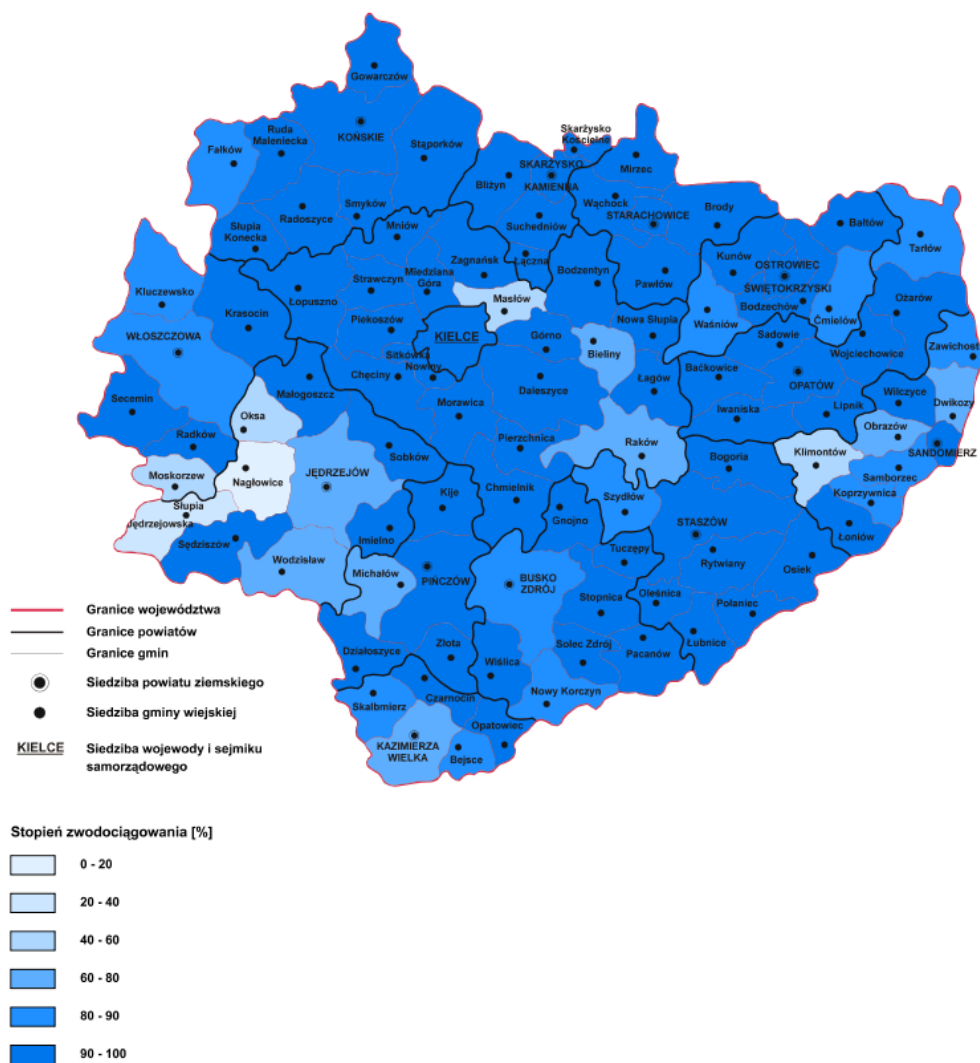 Gowarczów
Ruda
Maleniecka
KOŃSKIE
Fałków
Stąporków
Skarżysko
Kościelne
SKARŻYSKO
KAMIENNA
Mirzec
Bliżyn
Wąchock
Radoszyce
Smyków
Brody
Bałtów
STARACHOWICE
Suchedniów
Słupia
Konecka
Mniów
Tarłów
Zagnańsk
Łączna
Bodzentyn
Kunów
OSTROWIEC
ŚWIĘTOKRZYSKI
Strawczyn
Miedziana
Góra
Pawłów
Kluczewsko
Łopuszno
Masłów
Bodzechów
Ożarów
Krasocin
Piekoszów
Nowa Słupia
Waśniów
Ćmielów
WŁOSZCZOWA
KIELCE
Górno
Bieliny
Sadowie
Wojciechowice
Zawichost
Sitkówka
Nowiny
Chęciny
Daleszyce
Łagów
Baćkowice
OPATÓW
Małogoszcz
Secemin
Morawica
Wilczyce
Dwikozy
Oksa
Iwaniska
Lipnik
Obrazów
Radków
Sobków
Pierzchnica
Raków
Klimontów
SANDOMIERZ
Moskorzew
Nagłowice
JĘDRZEJÓW
Bogoria
Samborzec
Kije
Chmielnik
Szydłów
Koprzywnica
Słupia
Jędrzejowska
Gnojno
STASZÓW
Łoniów
Sędziszów
Imielno
Tuczępy
Rytwiany
Osiek
Wodzisław
Michałów
PIŃCZÓW
BUSKO
ZDRÓJ
Stopnica
Oleśnica
Połaniec
Działoszyce
Złota
Wiślica
Solec Zdrój
Pacanów
Łubnice
Skalbmierz
Czarnocin
Nowy Korczyn
Opatowiec
KAZIMIERZA
WIELKA
Bejsce
Granice województwa
Granice powiatów
Granice gmin
Siedziba powiatu ziemskiego
Siedziba gminy wiejskiej
KIELCE Siedziba wojewody i sejmiku
samorządowego
Stopień zwodociągowania [%]
0 - 20
20 - 40
40 - 60
60 - 80
80 - 90
90 - 100